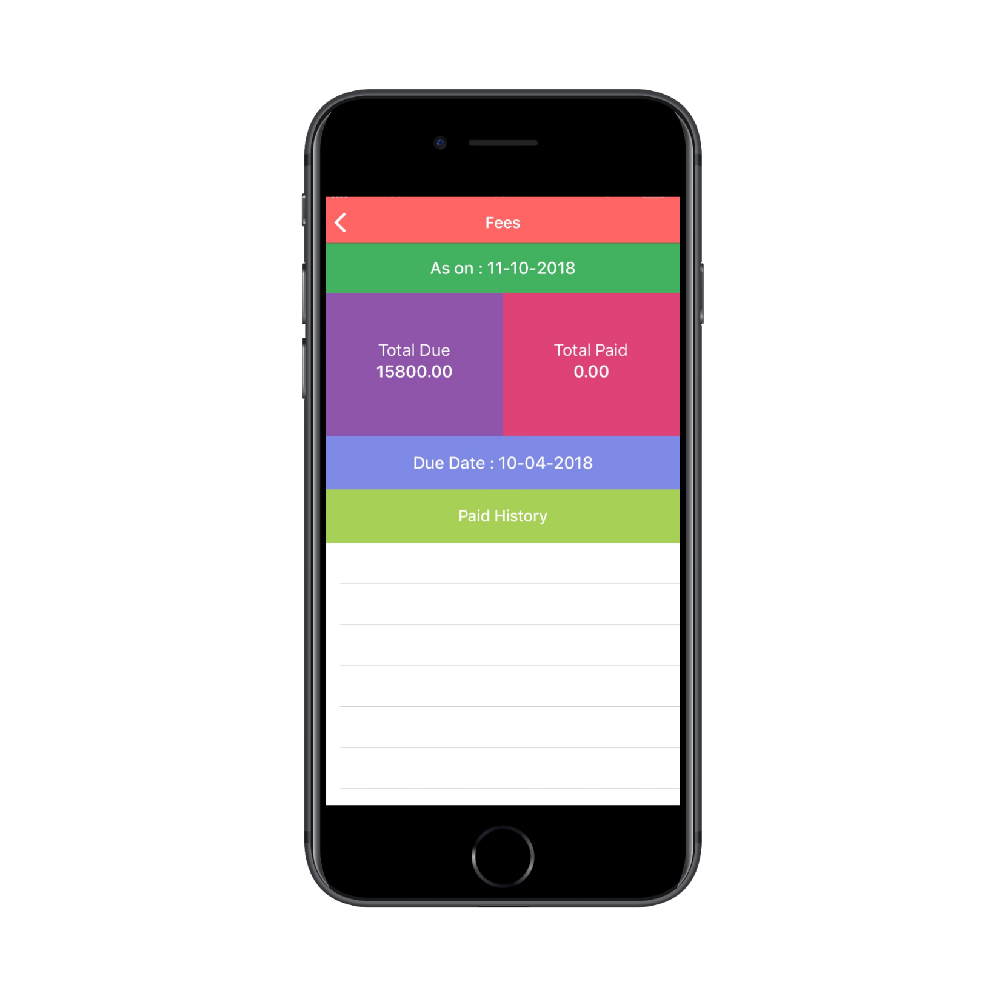 Fees
As on : 11-10-2018
Total Due
15800.00
Total Paid
0.00
Due Date : 10-04-2018
Paid History